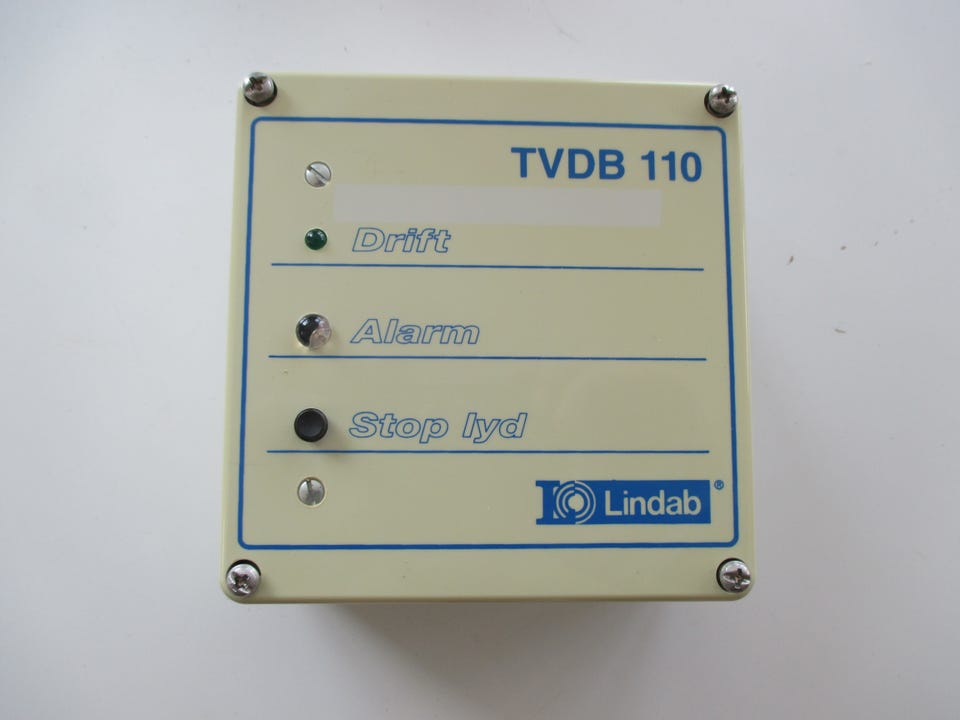 TVDB 110
Drift
Alarm
Stop lyd
Lindab®